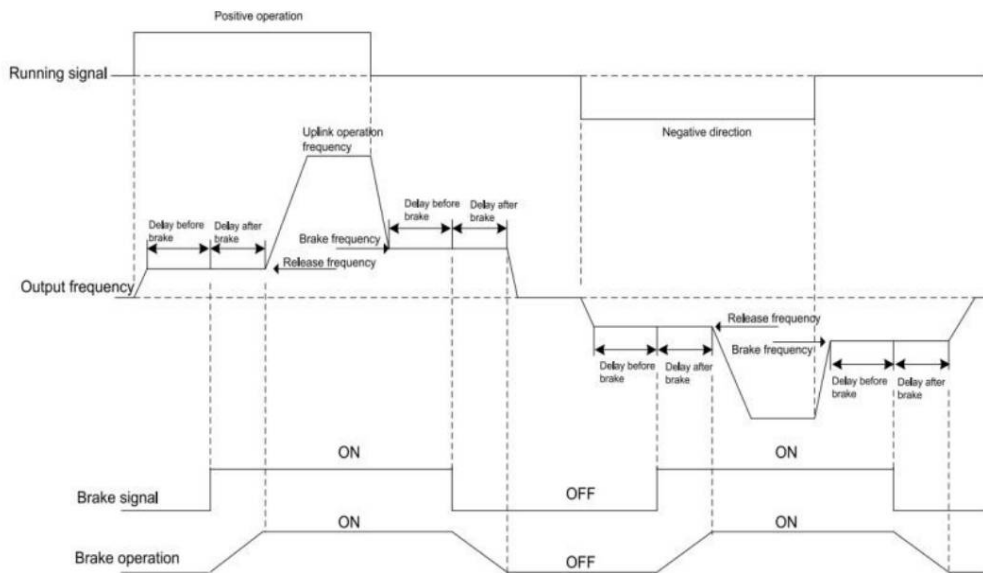 Positive operation
Running signal
Negative direction
Uplink operation
frequency
Delay before
brake
Delay after
brake
Delay before
brake
Delay after
brake
Brake frequency
Release frequency
Output frequency
Release frequency
Brake frequency
Delay before
brake
Delay after
brake
Delay before
brake
Delay after
brake
ON
ON
Brake signal
OFF
ON
ON
Brake operation
OFF